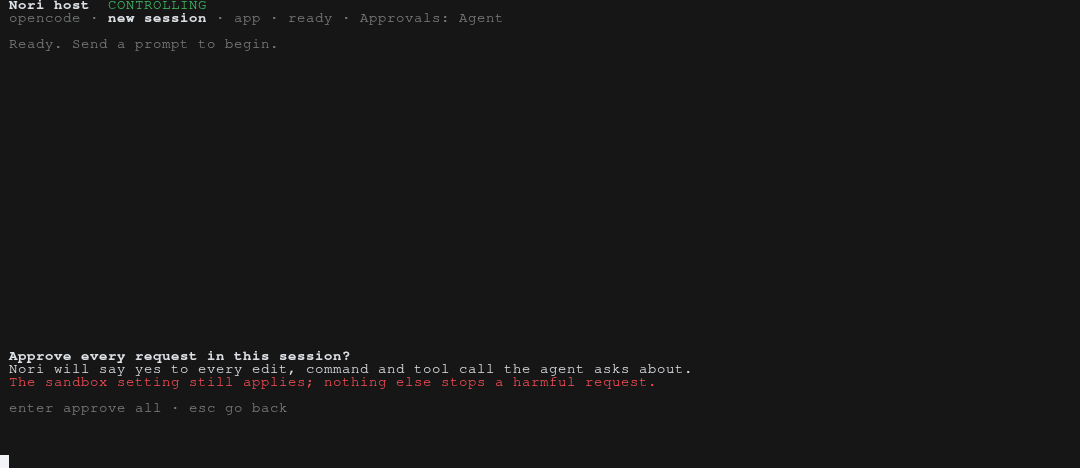 Nori host  CONTROLLING
opencode · new session · app · ready · Approvals: Agent
Ready. Send a prompt to begin.
Approve every request in this session?
Nori will say yes to every edit, command and tool call the agent asks about.
The sandbox setting still applies; nothing else stops a harmful request.
enter approve all · esc go back